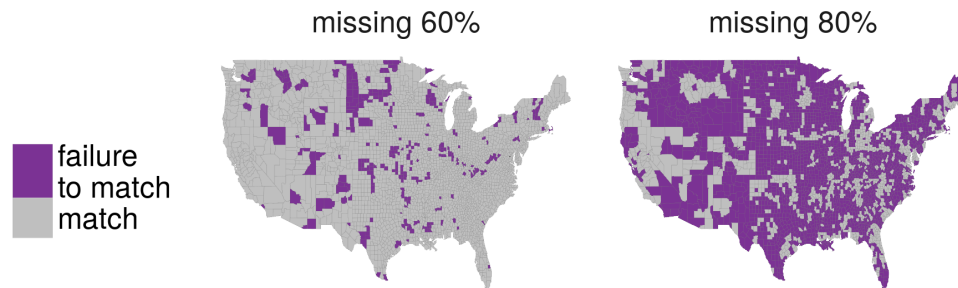 missing 60%
missing 80%
failure
to match
match